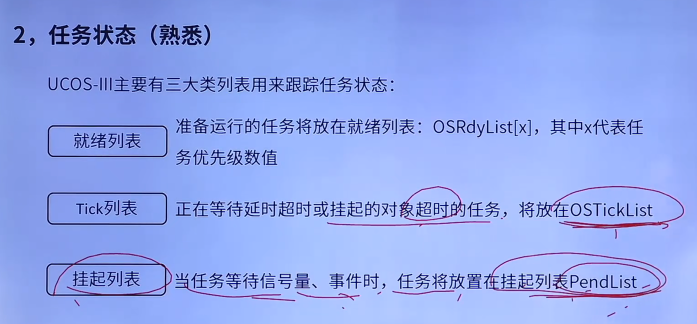 2，任务状态（熟悉）
UCOS-III主要有三大类列表用来跟踪任务状态：
就绪列表
准备运行的任务将放在就绪列表：OSRdyList[x]，其中x代表任
务优先级数值
Tick列表
正在等待延时超时或挂起的对象超时的任务，将放在OSTickList
挂起列表
当任务等待信号量、事件时，任务将放置在挂起列表PendList